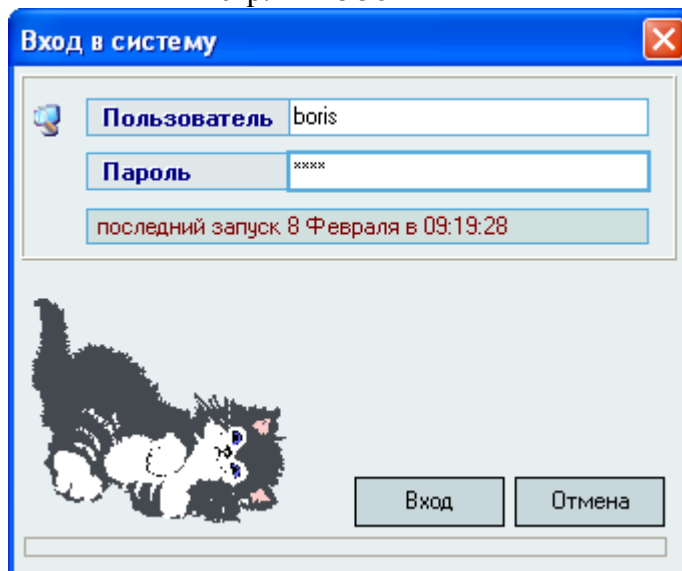 Вход в систему
Пользователь boris
Пароль ****
последний запуск 8 Февраля в 09:19:28
Вход Отмена